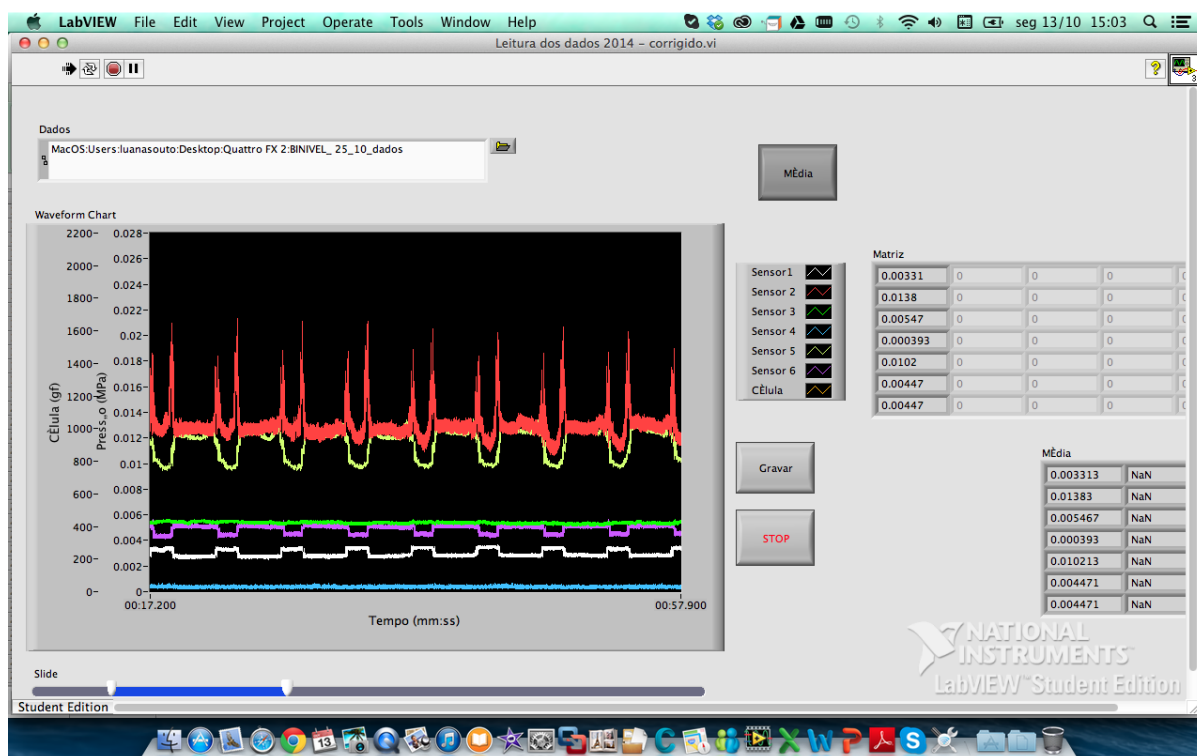 LabVIEW File Edit View Project Operate Tools Window Help seg 13/10 15:03
Leitura dos dados 2014 - corrigido.vi
?
3
Dados
MacOS:Users:luanasouto:Desktop:Quattro FX 2:BINIVEL_ 25_10_dados
MÈdia
Waveform Chart
2200- 0.028-
0.026-
2000-
0.024-
1800-
0.022-
1600- 0.02-
1400- 0.018-
0.016-
1200-
0.014-
1000-
0.012-
800- 0.01-
600- 0.008-
0.006-
400-
0.004-
200- 0.002-
0- 0-
CÈlula (gf)
Press_o (MPa)
00:17.200 00:57.900
Tempo (mm:ss)
Sensor1
Sensor 2
Sensor 3
Sensor 4
Sensor 5
Sensor 6
CÈlula
Matriz
0.00331 0 0 0
0.0138 0 0 0
0.00547 0 0 0
0.000393 0 0 0
0.0102 0 0 0
0.00447 0 0 0
0.00447 0 0 0
Gravar
STOP
MÈdia
0.003313 NaN
0.01383 NaN
0.005467 NaN
0.000393 NaN
0.010213 NaN
0.004471 NaN
0.004471 NaN
NATIONAL
INSTRUMENTS
LabVIEW™ Student Edition
Slide
Student Edition
13